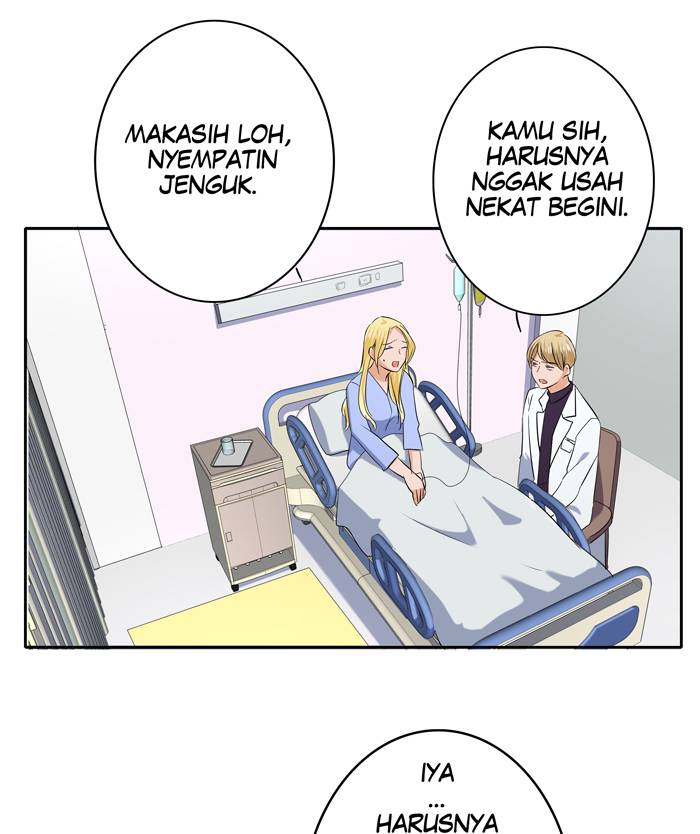 MAKASIH LOH,
NYEMPATIN
JENGUK.
KAMU SIH,
HARUSNYA
NGGAK USAH
NEKAT BEGINI.
IYA
...
HARUSNYA